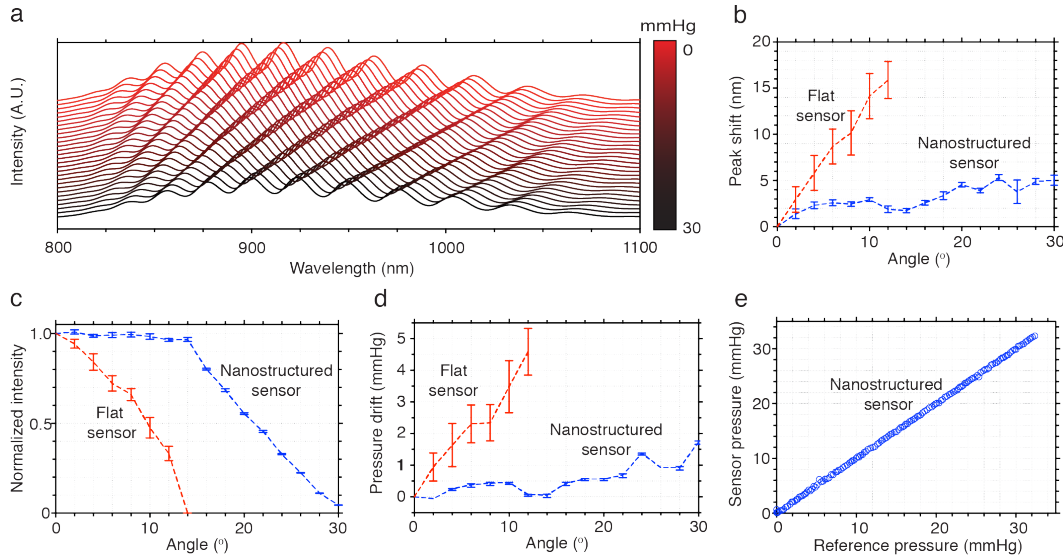 a
mmHg
0
30
Intensity (A.U.)
800
900
1000
1100
Wavelength (nm)
b
20
15
10
5
0
Peak shift (nm)
Flat
sensor
Nanostructured
sensor
0
10
20
30
Angle (º)
c
1.0
0.5
0
Normalized intensity
Nanostructured
sensor
Flat
sensor
0
10
20
30
Angle (º)
d
5
4
3
2
1
0
Pressure drift (mmHg)
Flat
sensor
Nanostructured
sensor
0
10
20
30
Angle (º)
e
30
20
10
0
Sensor pressure (mmHg)
Nanostructured
sensor
0
10
20
30
Reference pressure (mmHg)